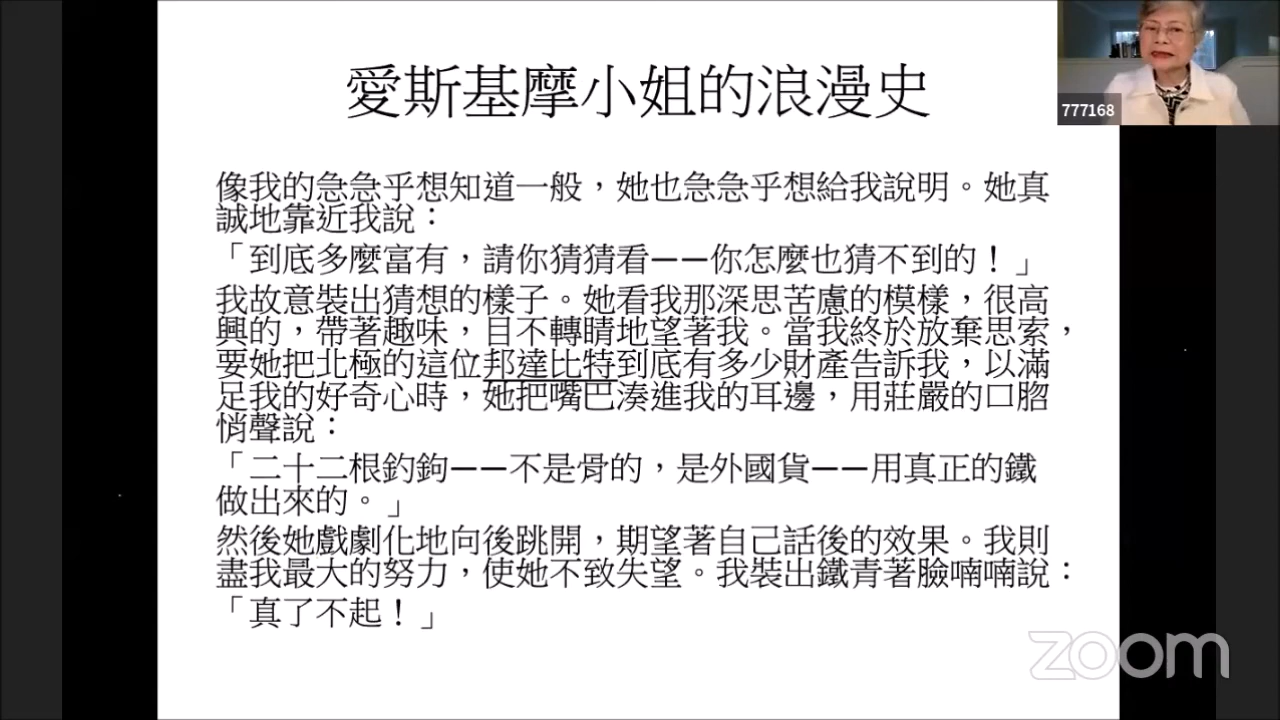 愛斯基摩小姐的浪漫史
777168
像我的急急乎想知道一般，她也急急乎想給我說明。她真
誠地靠近我說：
「到底多麼富有，請你猜猜看——你怎麼也猜不到的！」
我故意裝出猜想的樣子。她看我那深思苦慮的模樣，很高
興的，帶著趣味，目不轉睛地望著我。當我終於放棄思索，
要她把北極的這位邦達比特到底有多少財產告訴我，以滿
足我的好奇心時，她把嘴巴湊進我的耳邊，用莊嚴的口脗
悄聲說：
「二十二根釣鉤——不是骨的，是外國貨——用真正的鐵
做出來的。」
然後她戲劇化地向後跳開，期望著自己話後的效果。我則
盡我最大的努力，使她不致失望。我裝出鐵青著臉喃喃說：
「真了不起！」
zoom